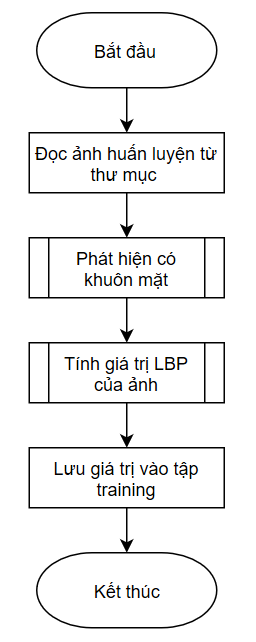 Bắt đầu
Đọc ảnh huấn luyện từ
thư mục
Phát hiện có
khuôn mặt
Tính giá trị LBP
của ảnh
Lưu giá trị vào tập
training
Kết thúc